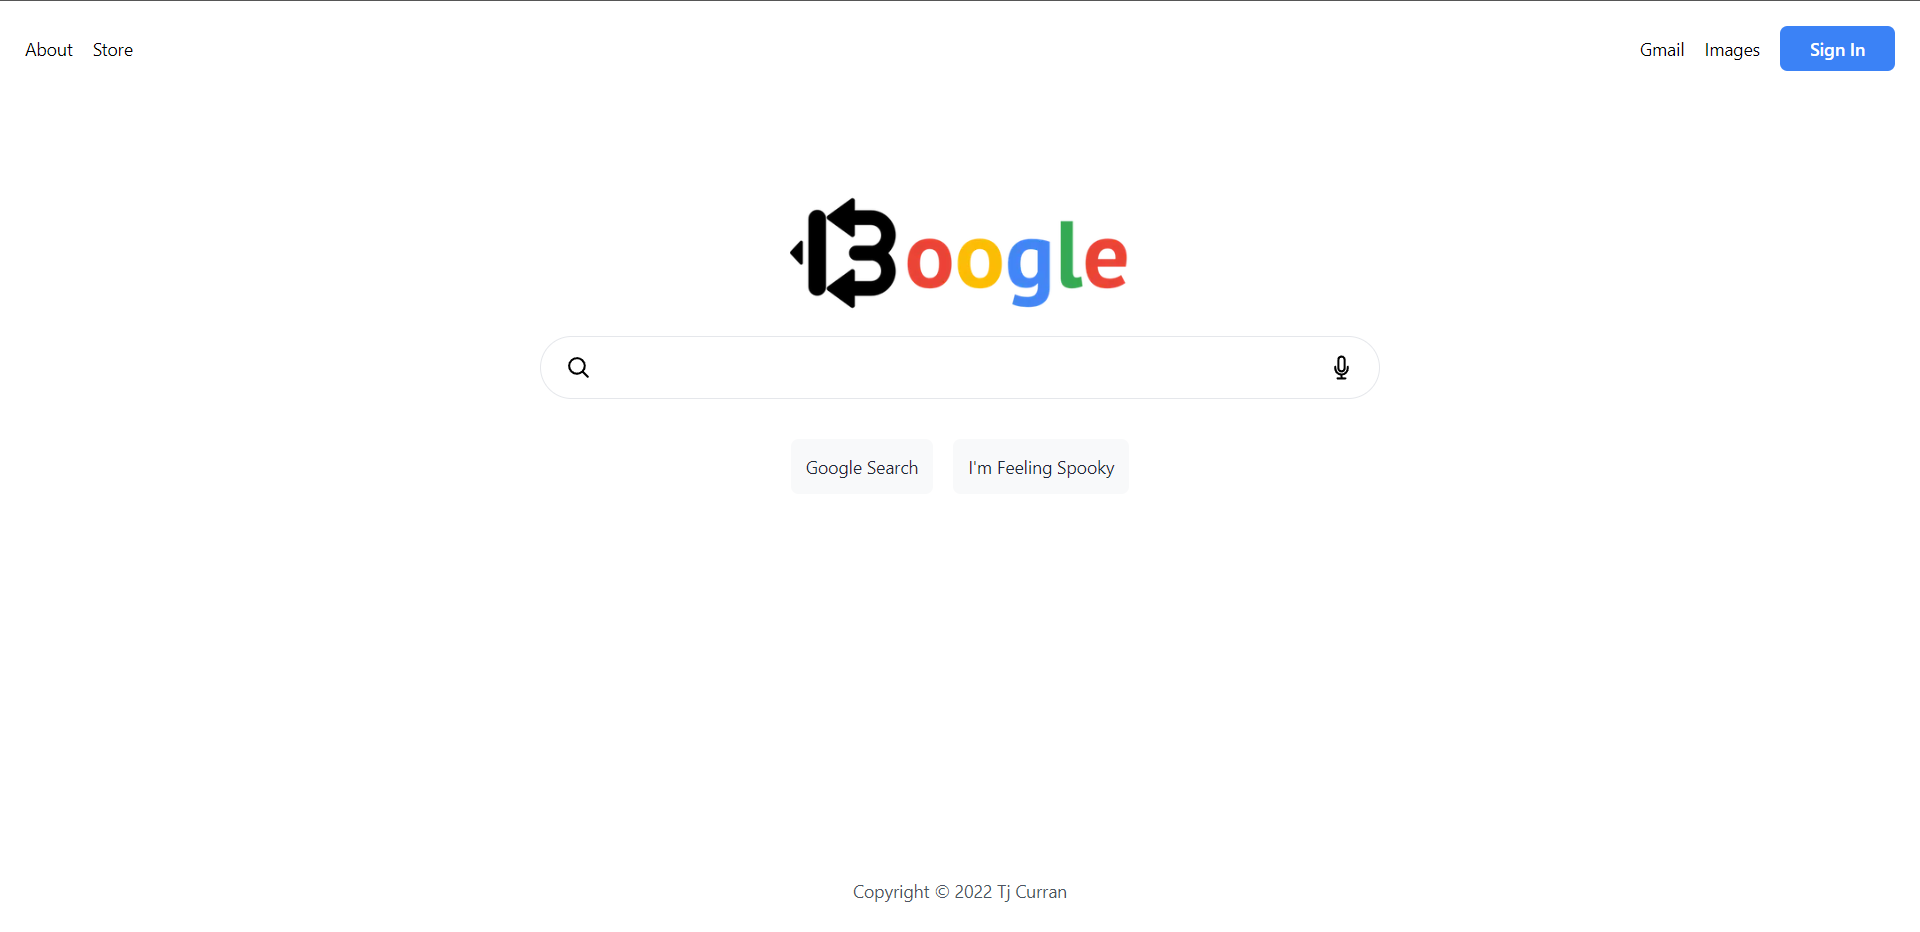 About Store
Gmail Images Sign In
Boogle
Google Search I'm Feeling Spooky
Copyright © 2022 Tj Curran